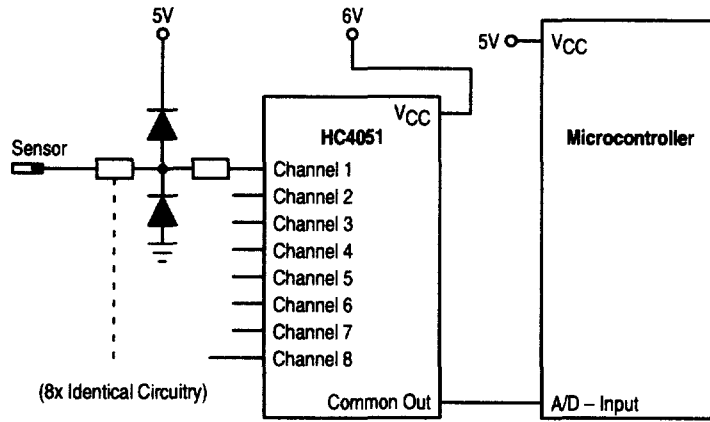 5V
6V
5V
VCC
VCC
HC4051
Microcontroller
Sensor
Channel 1
Channel 2
Channel 3
Channel 4
Channel 5
Channel 6
Channel 7
Channel 8
(8x Identical Circuitry)
Common Out
A/D – Input